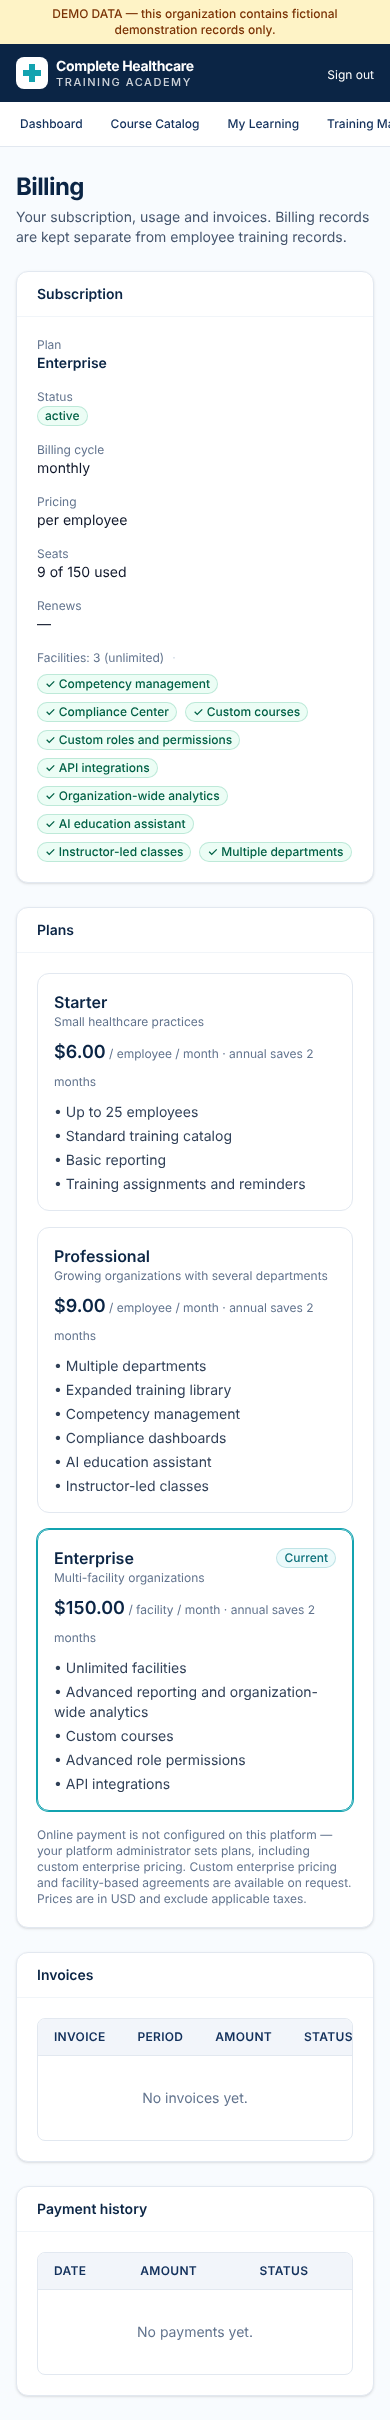 DEMO DATA — this organization contains fictional
demonstration records only.
Complete Healthcare
TRAINING ACADEMY
Sign out
Dashboard
Course Catalog
My Learning
Training Ma
Billing
Your subscription, usage and invoices. Billing records
are kept separate from employee training records.
Subscription
Plan
Enterprise
Status
active
Billing cycle
monthly
Pricing
per employee
Seats
9 of 150 used
Renews
—
Facilities: 3 (unlimited) ·
✓ Competency management
✓ Compliance Center ✓ Custom courses
✓ Custom roles and permissions
✓ API integrations
✓ Organization-wide analytics
✓ AI education assistant
✓ Instructor-led classes ✓ Multiple departments
Plans
Starter
Small healthcare practices
$6.00 / employee / month · annual saves 2
months
• Up to 25 employees
• Standard training catalog
• Basic reporting
• Training assignments and reminders
Professional
Growing organizations with several departments
$9.00 / employee / month · annual saves 2
months
• Multiple departments
• Expanded training library
• Competency management
• Compliance dashboards
• AI education assistant
• Instructor-led classes
Enterprise Current
Multi-facility organizations
$150.00 / facility / month · annual saves 2
months
• Unlimited facilities
• Advanced reporting and organization-
wide analytics
• Custom courses
• Advanced role permissions
• API integrations
Online payment is not configured on this platform —
your platform administrator sets plans, including
custom enterprise pricing. Custom enterprise pricing
and facility-based agreements are available on request.
Prices are in USD and exclude applicable taxes.
Invoices
INVOICE PERIOD AMOUNT STATUS
No invoices yet.
Payment history
DATE AMOUNT STATUS
No payments yet.